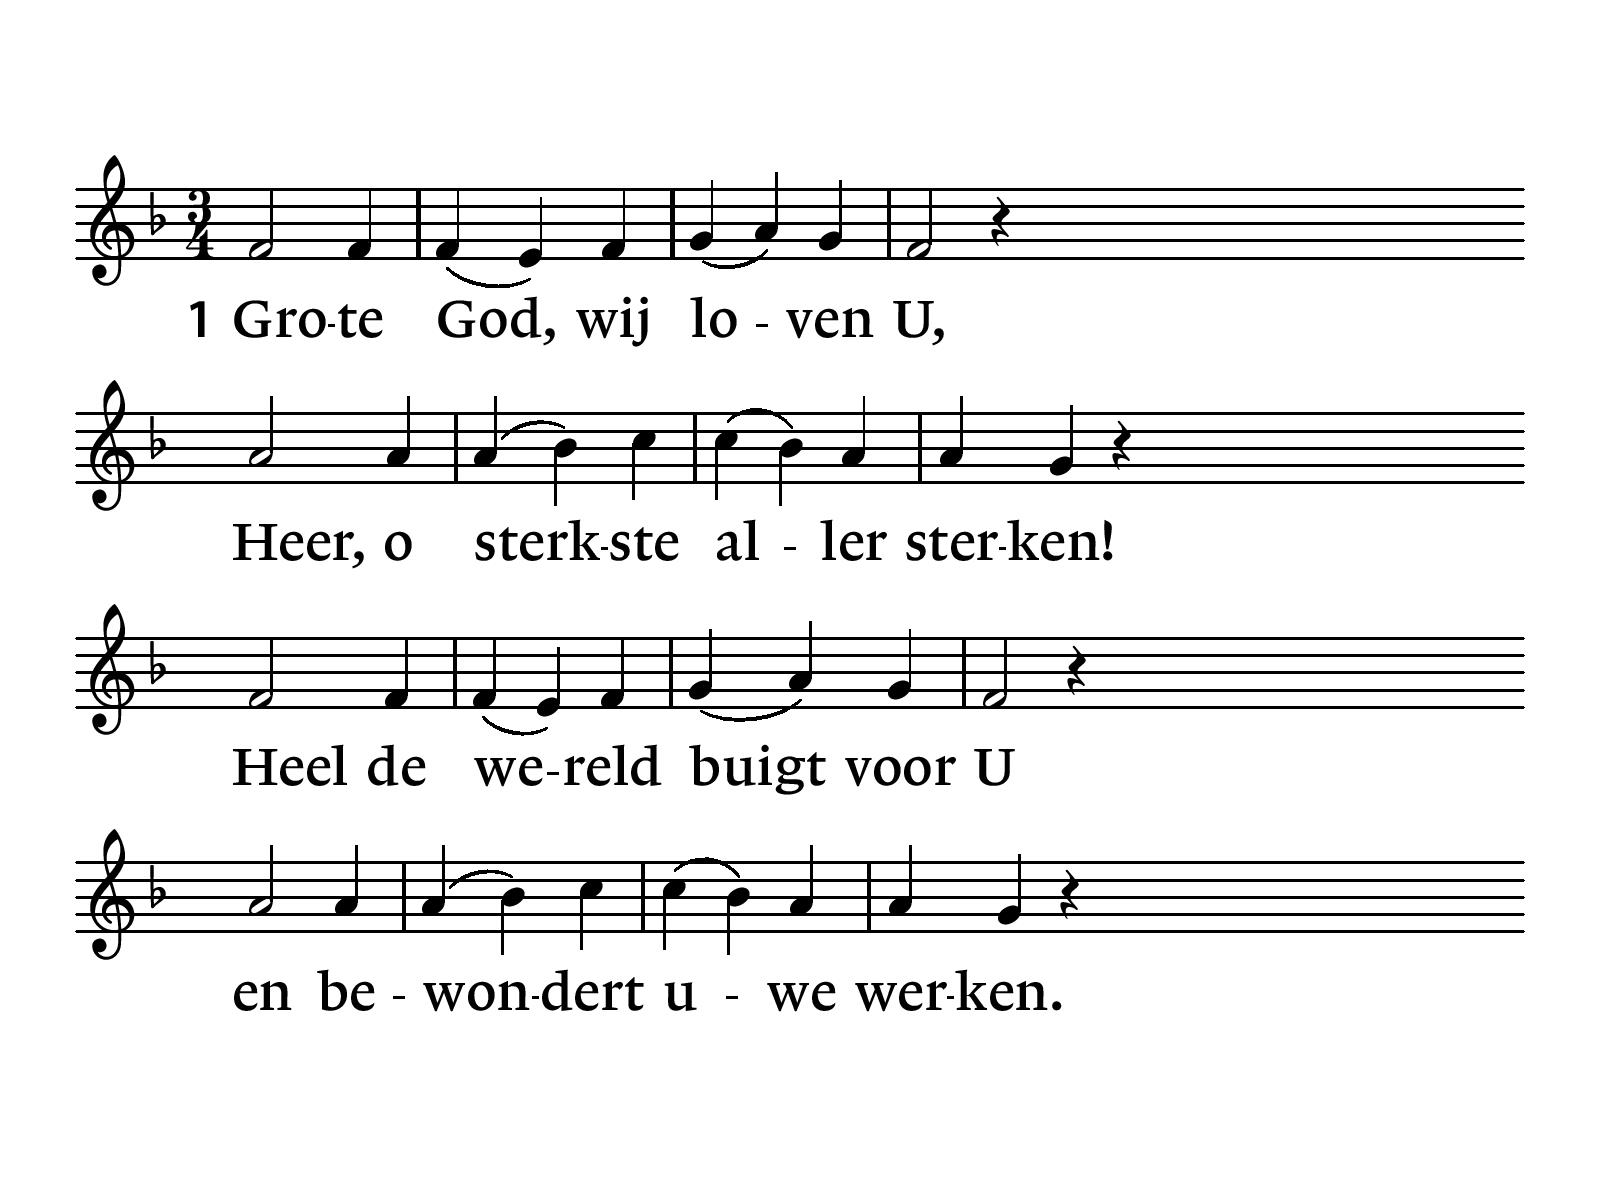 1 Gro-te God, wij lo - ven U,
Heer, o sterk-ste al - ler ster-ken!
Heel de we-reld buigt voor U
en be - won-dert u - we wer-ken.